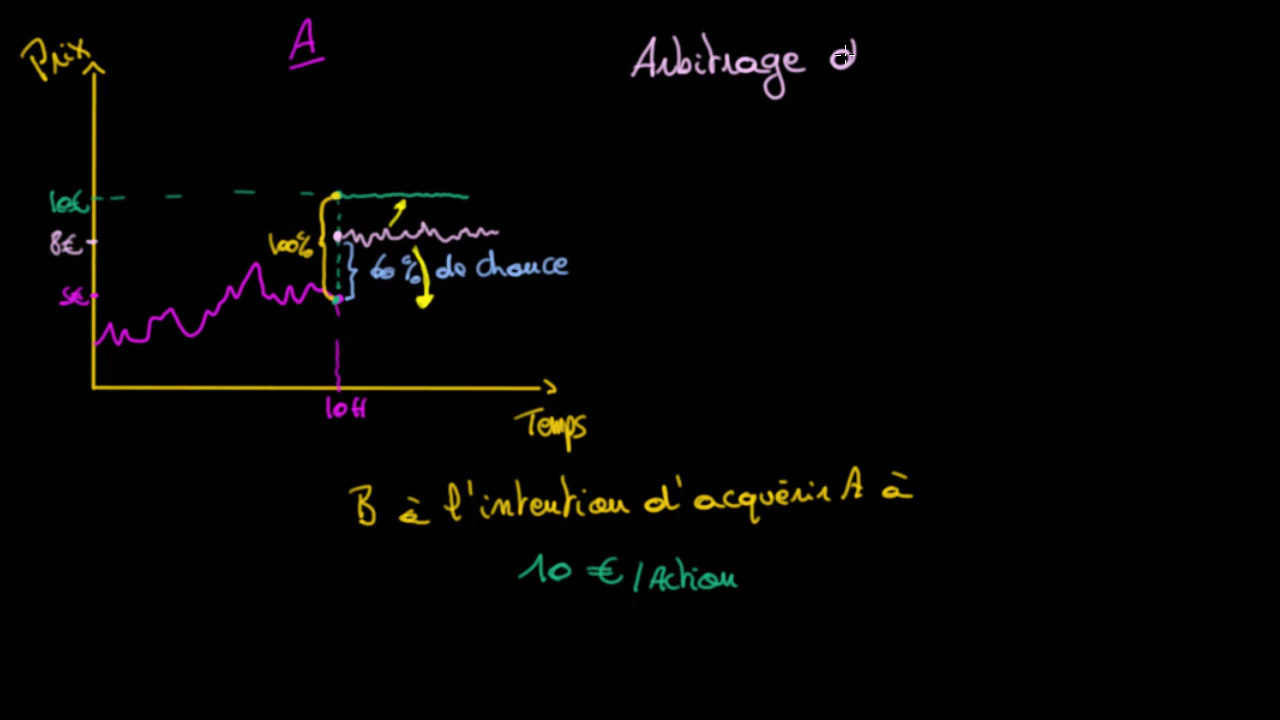 A
Arbitrage d
Prix
10€
8€
5€
100%
60% de chance
10H
Temps
B à l'intention d'acquérir A à
10 €/Action